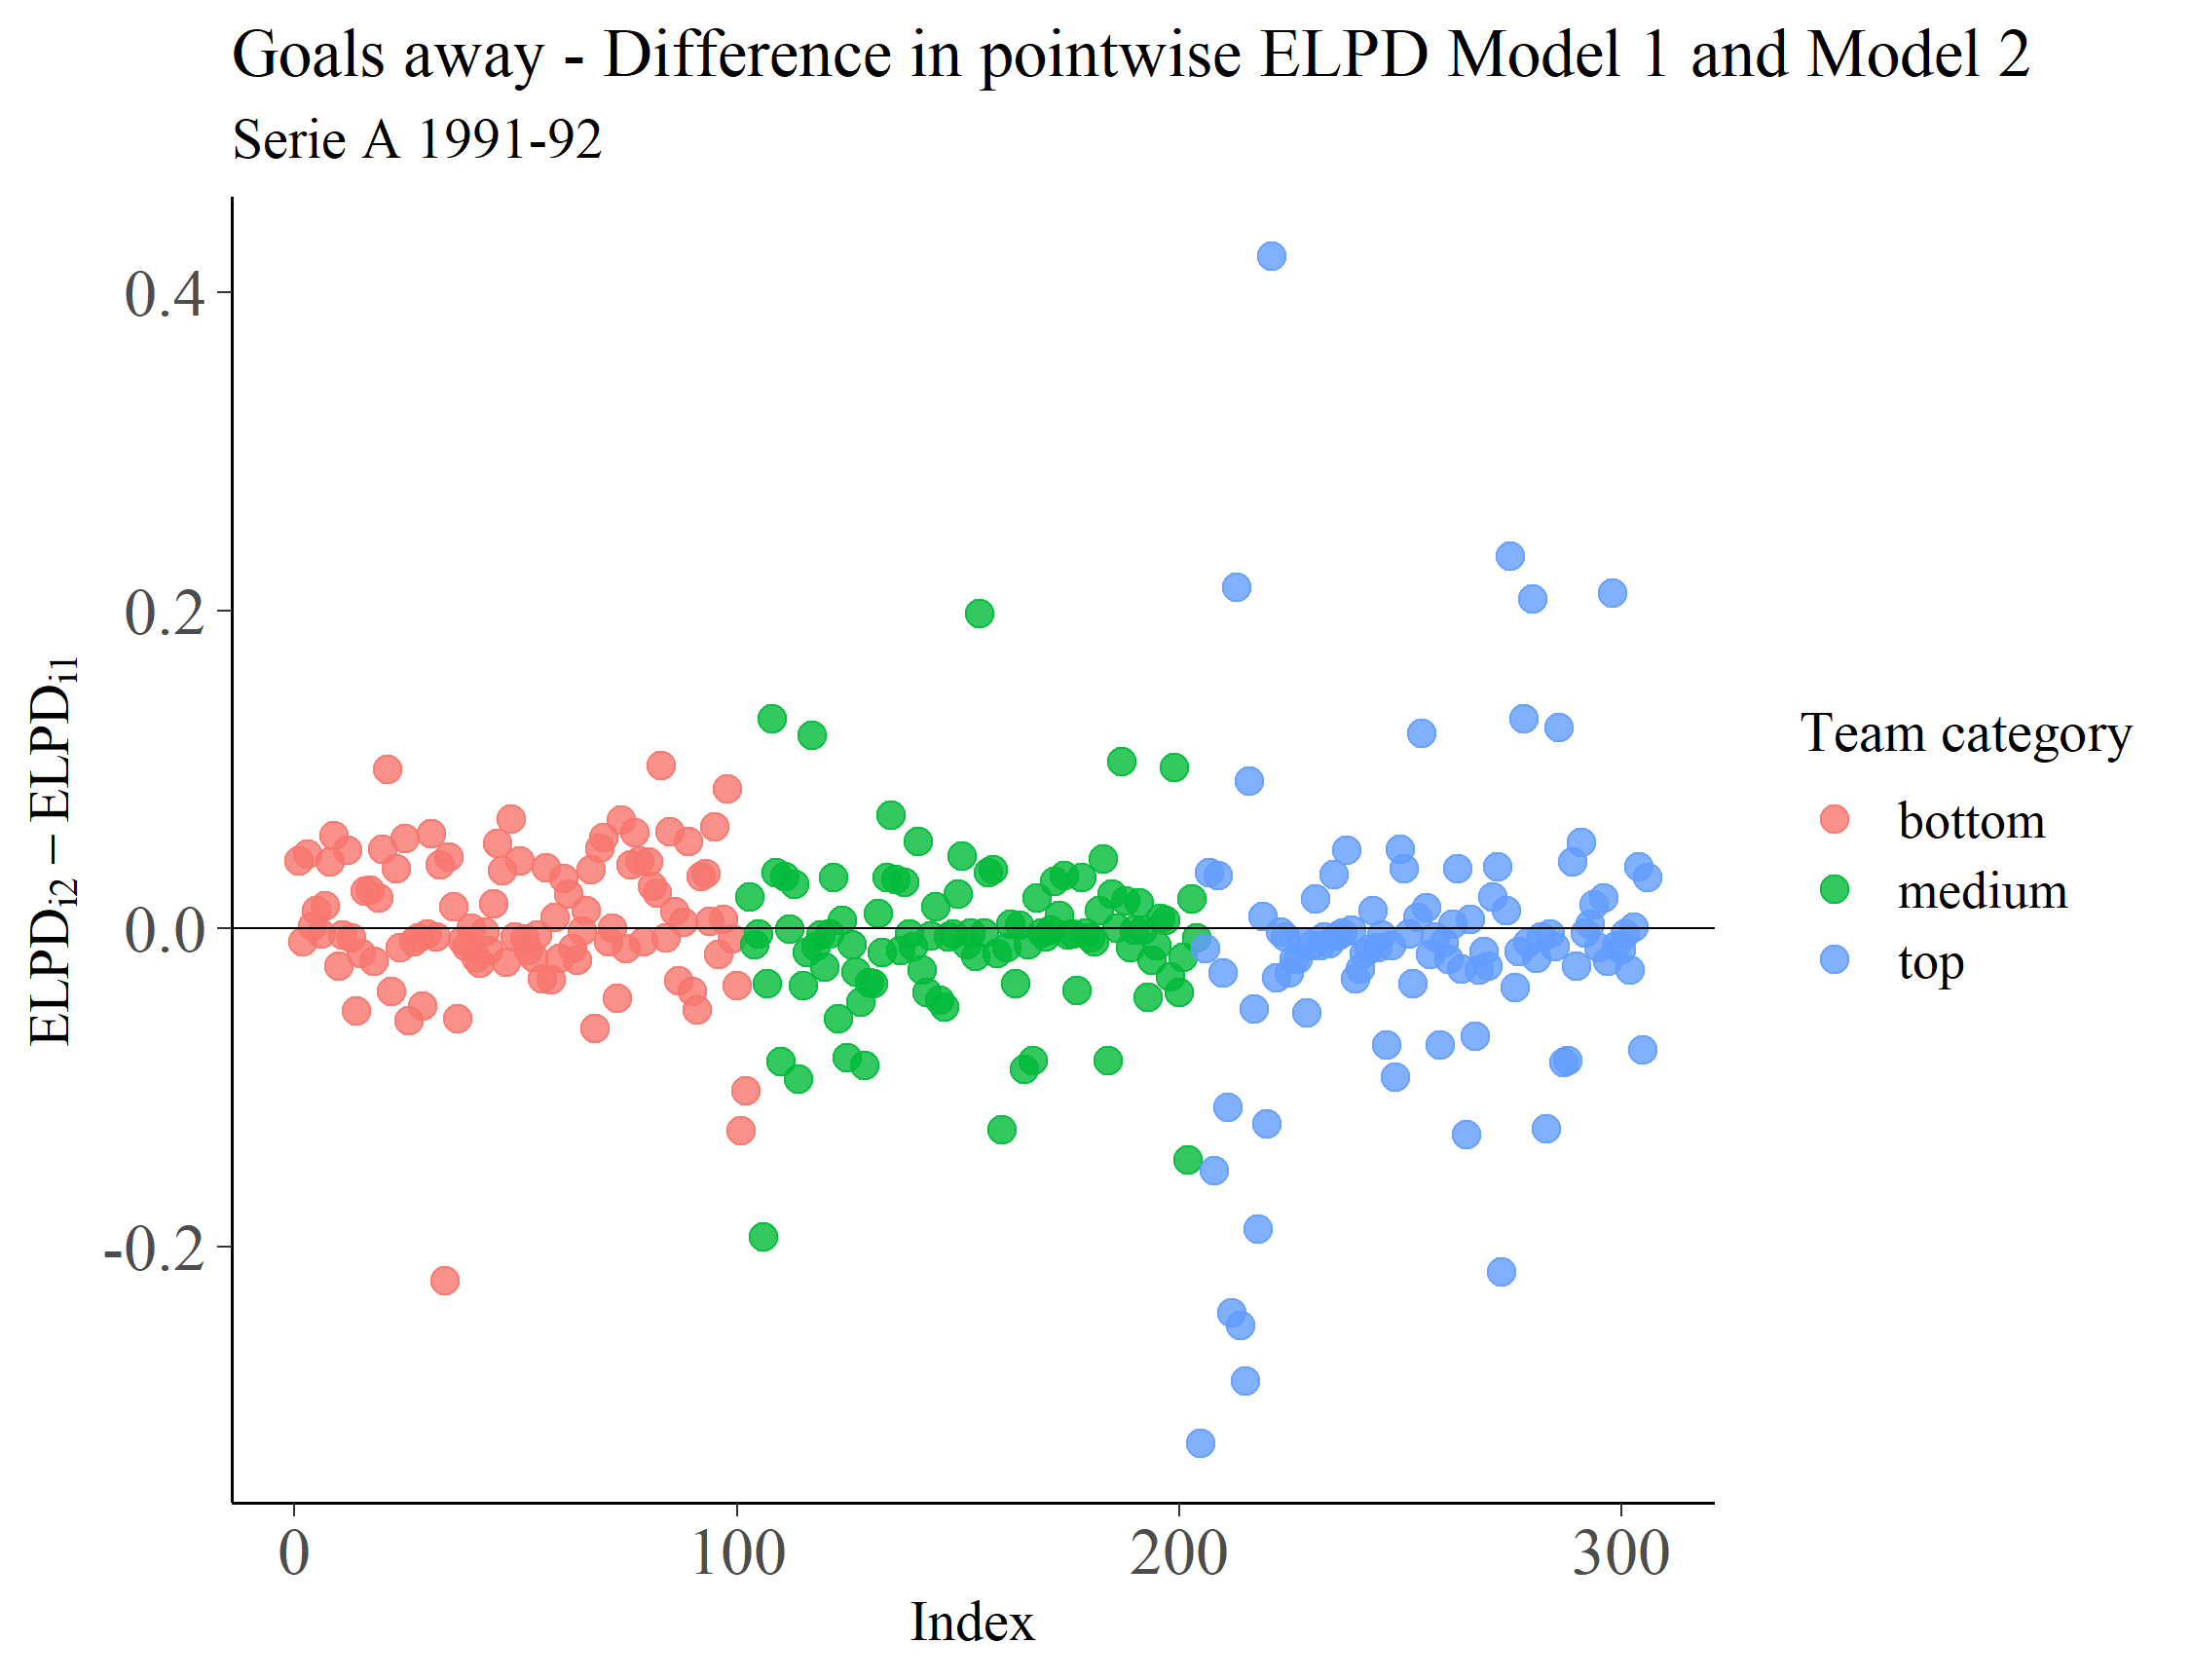 Goals away - Difference in pointwise ELPD Model 1 and Model 2
Serie A 1991-92
0.4
0.2
0.0
-0.2
ELPDi2 − ELPDi1
0 100 200 300
Index
Team category
bottom
medium
top